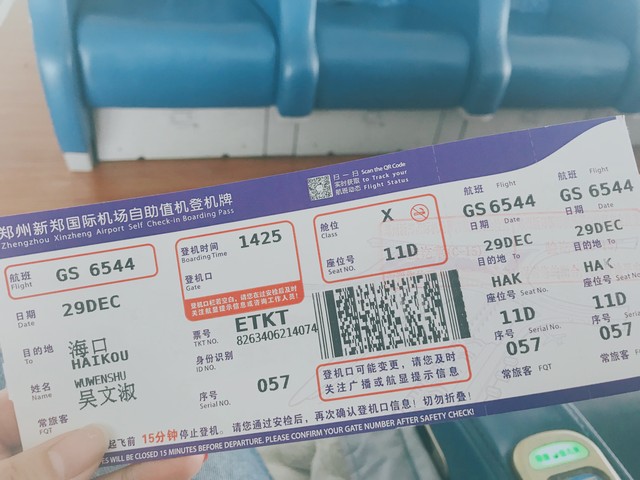 郑州新郑国际机场自助值机登机牌
Zhengzhou Xinzheng Airport Self Check-in Boarding Pass
扫一扫 Scan the QR Code
实时获取 to Track your
航班动态 Flight Status
航班 Flight GS 6544
日期 Date 29DEC
目的地 To 海口 HAIKOU
姓名 Name WUWENSHU 吴文淑
常旅客 FQT
登机时间 Boarding Time 1425
登机口 Gate
登机口栏若空白，请您在过安检后及时
关注航显提示信息或咨询工作人员！
票号 TKT NO. ETKT 8263406214074
身份识别 ID NO.
序号 Serial NO. 057
舱位 Class X
座位号 Seat NO. 11D
登机口可能变更，请您及时
关注广播或航显提示信息
起飞前 15分钟停止登机。请您通过安检后，再次确认登机口信息！切勿折叠！
WILL BE CLOSED 15 MINUTES BEFORE DEPARTURE. PLEASE CONFIRM YOUR GATE NUMBER AFTER SAFETY CHECK!
航班 Flight
GS 6544
日期 Date
29DEC
目的地 To
HAK
座位号 Seat No.
11D
序号 Serial NO.
057
常旅客 FQT
航班 Flight
GS 6544
日期 Date
29DEC
目的地 To
HAK
座位号 Seat No.
11D
序号 Serial NO.
057
常旅客 FQT